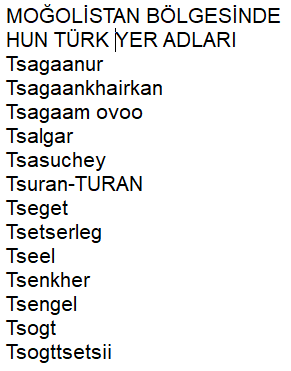 MOĞOLİSTAN BÖLGESİNDE
HUN TÜRK YER ADLARI
Tsagaanur
Tsagaankhairkan
Tsagaam ovoo
Tsalgar
Tsasuchey
Tsuran-TURAN
Tseget
Tsetserleg
Tseel
Tsenkher
Tsengel
Tsogt
Tsogttsetsii